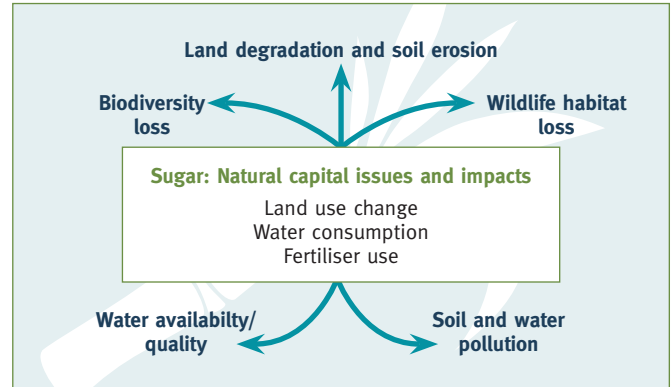 Land degradation and soil erosion
Biodiversity
loss
Wildlife habitat
loss
Sugar: Natural capital issues and impacts
Land use change
Water consumption
Fertiliser use
Water availabilty/
quality
Soil and water
pollution